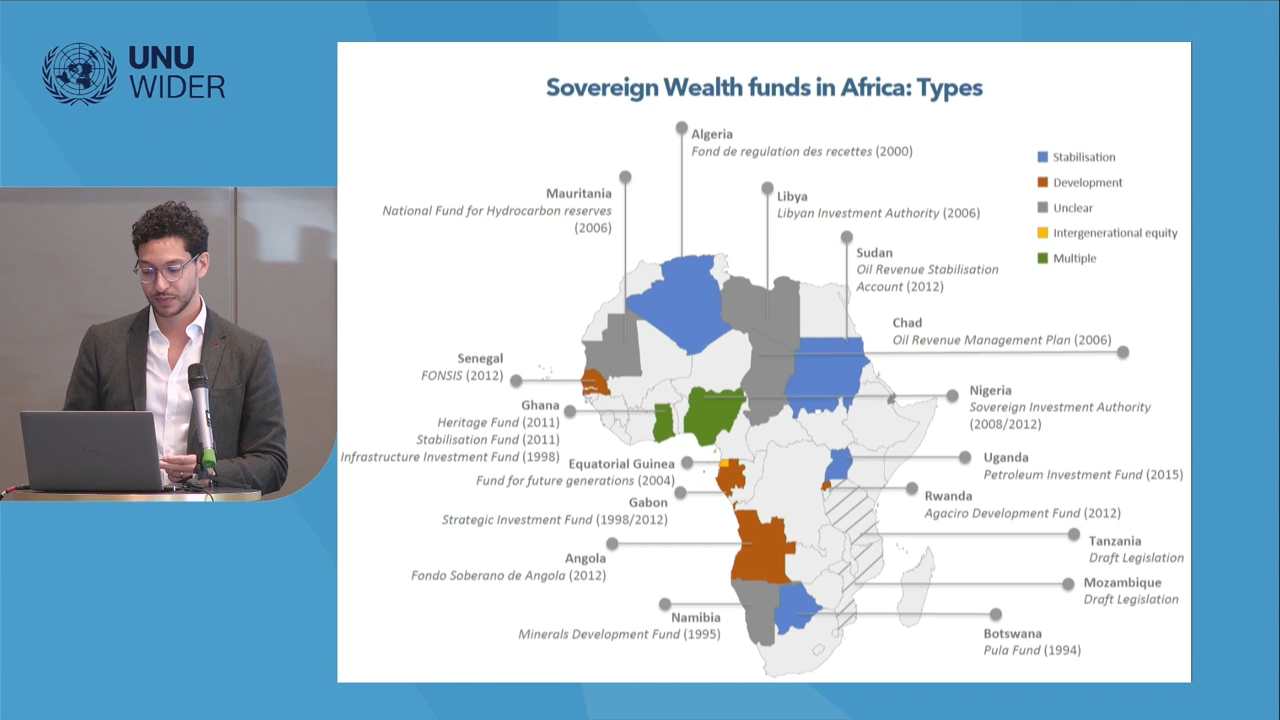 UNU
WIDER
Sovereign Wealth funds in Africa: Types
Algeria
Fond de regulation des recettes (2000)
Mauritania
National Fund for Hydrocarbon reserves
(2006)
Libya
Libyan Investment Authority (2006)
Sudan
Oil Revenue Stabilisation
Account (2012)
Stabilisation
Development
Unclear
Intergenerational equity
Multiple
Chad
Oil Revenue Management Plan (2006)
Senegal
FONSIS (2012)
Nigeria
Sovereign Investment Authority
(2008/2012)
Ghana
Heritage Fund (2011)
Stabilisation Fund (2011)
Infrastructure Investment Fund (1998)
Equatorial Guinea
Fund for future generations (2004)
Uganda
Petroleum Investment Fund (2015)
Gabon
Strategic Investment Fund (1998/2012)
Rwanda
Agaciro Development Fund (2012)
Tanzania
Draft Legislation
Angola
Fondo Soberano de Angola (2012)
Mozambique
Draft Legislation
Namibia
Minerals Development Fund (1995)
Botswana
Pula Fund (1994)